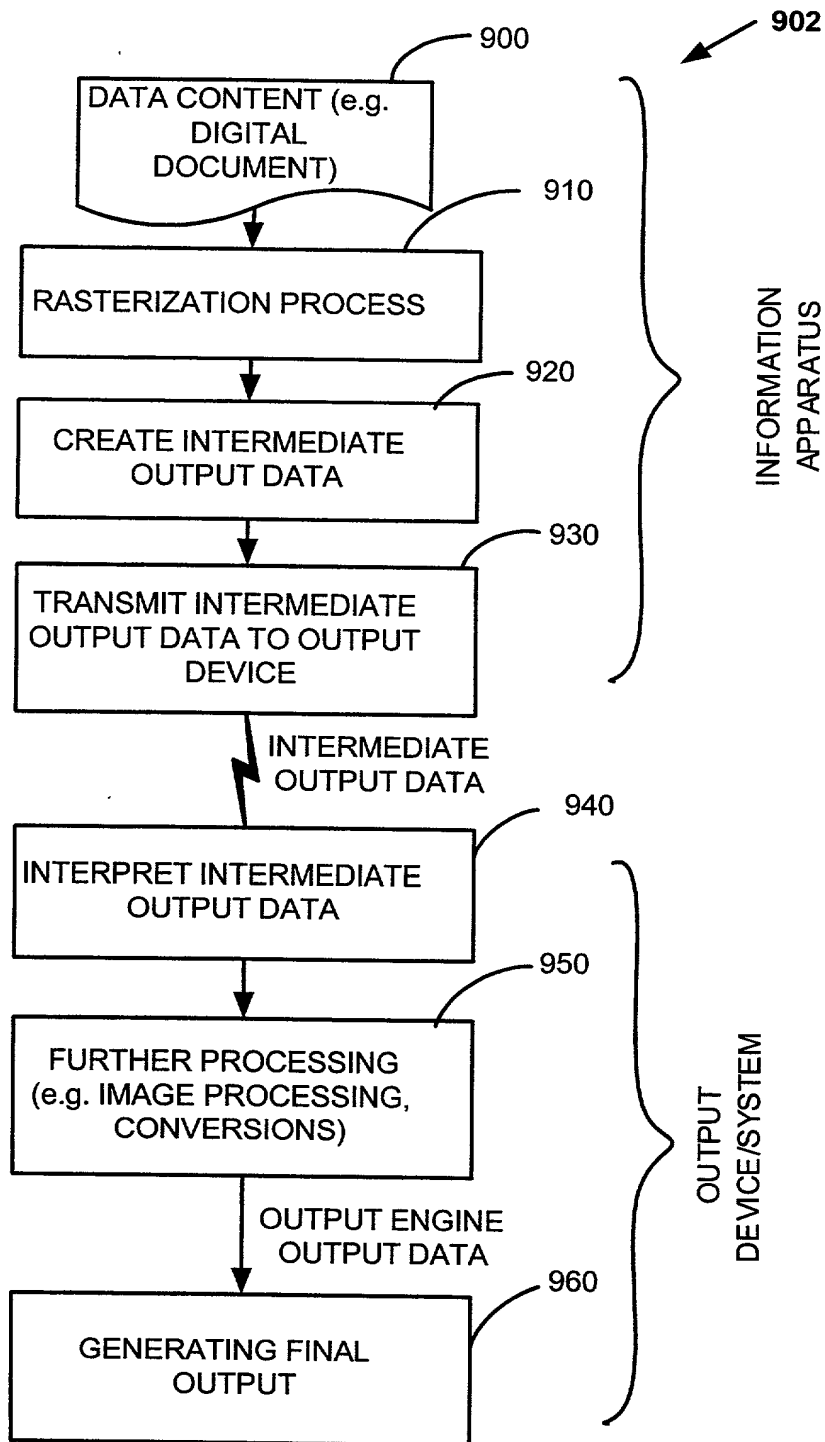 902
900
DATA CONTENT (e.g.
DIGITAL
DOCUMENT)
910
RASTERIZATION PROCESS
920
CREATE INTERMEDIATE
OUTPUT DATA
930
TRANSMIT INTERMEDIATE
OUTPUT DATA TO OUTPUT
DEVICE
INFORMATION
APPARATUS
INTERMEDIATE
OUTPUT DATA
940
INTERPRET INTERMEDIATE
OUTPUT DATA
950
FURTHER PROCESSING
(e.g. IMAGE PROCESSING,
CONVERSIONS)
OUTPUT
DEVICE/SYSTEM
OUTPUT ENGINE
OUTPUT DATA
960
GENERATING FINAL
OUTPUT